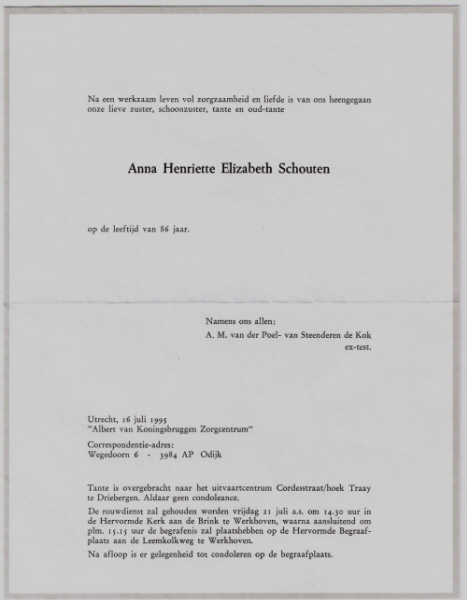 Na een werkzaam leven vol zorgzaamheid en liefde is van ons heengegaan
onze lieve zuster, schoonzuster, tante en oud-tante
Anna Henriette Elizabeth Schouten
op de leeftijd van 86 jaar.
Namens ons allen:
A. M. van der Poel- van Steenderen de Kok
ex-test.
Utrecht, 16 juli 1995
"Albert van Koningsbruggen Zorgcentrum"
Correspondentie-adres:
Wegedoorn 6 - 3984 AP Odijk
Tante is overgebracht naar het uitvaartcentrum Cordesstraat/hoek Traay
te Driebergen. Aldaar geen condoleance.
De rouwdienst zal gehouden worden vrijdag 21 juli a.s. om 14.30 uur in
de Hervormde Kerk aan de Brink te Werkhoven, waarna aansluitend om
plm. 15.15 uur de begrafenis zal plaatshebben op de Hervormde Begraaf-
plaats aan de Leemkolkweg te Werkhoven.
Na afloop is er gelegenheid tot condoleren op de begraafplaats.